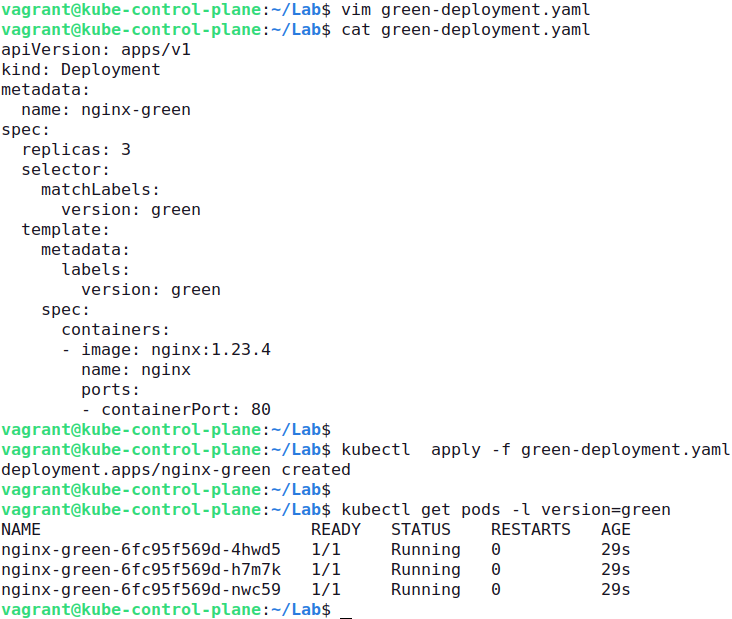 vagrant@kube-control-plane:~/Lab$ vim green-deployment.yaml
vagrant@kube-control-plane:~/Lab$ cat green-deployment.yaml
apiVersion: apps/v1
kind: Deployment
metadata:
  name: nginx-green
spec:
  replicas: 3
  selector:
    matchLabels:
      version: green
  template:
    metadata:
      labels:
        version: green
    spec:
      containers:
      - image: nginx:1.23.4
        name: nginx
        ports:
        - containerPort: 80
vagrant@kube-control-plane:~/Lab$
vagrant@kube-control-plane:~/Lab$ kubectl  apply -f green-deployment.yaml
deployment.apps/nginx-green created
vagrant@kube-control-plane:~/Lab$
vagrant@kube-control-plane:~/Lab$ kubectl get pods -l version=green
NAME                           READY   STATUS    RESTARTS   AGE
nginx-green-6fc95f569d-4hwd5   1/1     Running   0          29s
nginx-green-6fc95f569d-h7m7k   1/1     Running   0          29s
nginx-green-6fc95f569d-nwc59   1/1     Running   0          29s
vagrant@kube-control-plane:~/Lab$ _